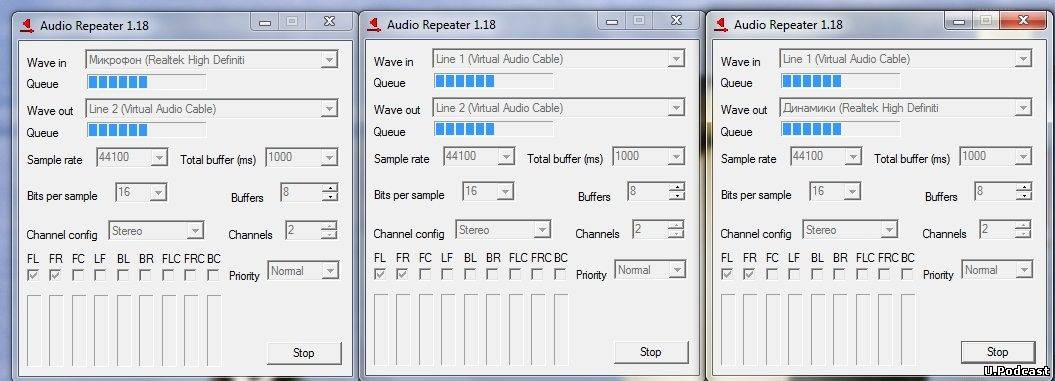 Audio Repeater 1.18
Wave in
Микрофон (Realtek High Definiti
Queue
Wave out
Line 2 (Virtual Audio Cable)
Queue
Sample rate
44100
Total buffer (ms)
1000
Bits per sample
16
Buffers
8
Channel config
Stereo
Channels
2
FL FR FC LF BL BR FLC FRC BC
Priority
Normal
Stop
Audio Repeater 1.18
Wave in
Line 1 (Virtual Audio Cable)
Queue
Wave out
Line 2 (Virtual Audio Cable)
Queue
Sample rate
44100
Total buffer (ms)
1000
Bits per sample
16
Buffers
8
Channel config
Stereo
Channels
2
FL FR FC LF BL BR FLC FRC BC
Priority
Normal
Stop
Audio Repeater 1.18
Wave in
Line 1 (Virtual Audio Cable)
Queue
Wave out
Динамики (Realtek High Definiti
Queue
Sample rate
44100
Total buffer (ms)
1000
Bits per sample
16
Buffers
8
Channel config
Stereo
Channels
2
FL FR FC LF BL BR FLC FRC BC
Priority
Normal
Stop
U.Podcast